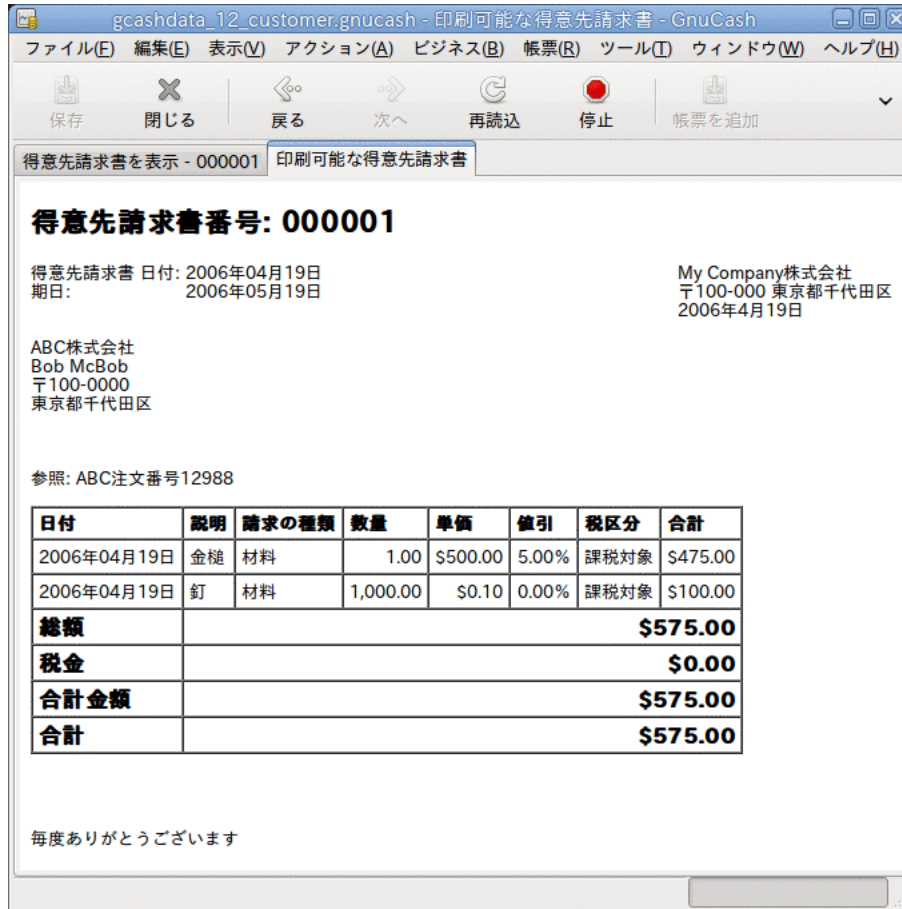 gcashdata_12_customer.gnucash - 印刷可能な得意先請求書 - GnuCash
ファイル(F) 編集(E) 表示(V) アクション(A) ビジネス(B) 帳票(R) ツール(T) ウィンドウ(W) ヘルプ(H)
保存 閉じる 戻る 次へ 再読込 停止 帳票を追加
得意先請求書を表示 - 000001 印刷可能な得意先請求書
得意先請求書番号: 000001
得意先請求書 日付: 2006年04月19日
期日: 2006年05月19日
My Company株式会社
〒100-000 東京都千代田区
2006年4月19日
ABC株式会社
Bob McBob
〒100-0000
東京都千代田区
参照: ABC注文番号12988
日付 説明 請求の種類 数量 単価 値引 税区分 合計
2006年04月19日 金槌 材料 1.00 $500.00 5.00% 課税対象 $475.00
2006年04月19日 釘 材料 1,000.00 $0.10 0.00% 課税対象 $100.00
総額 $575.00
税金 $0.00
合計金額 $575.00
合計 $575.00
毎度ありがとうございます